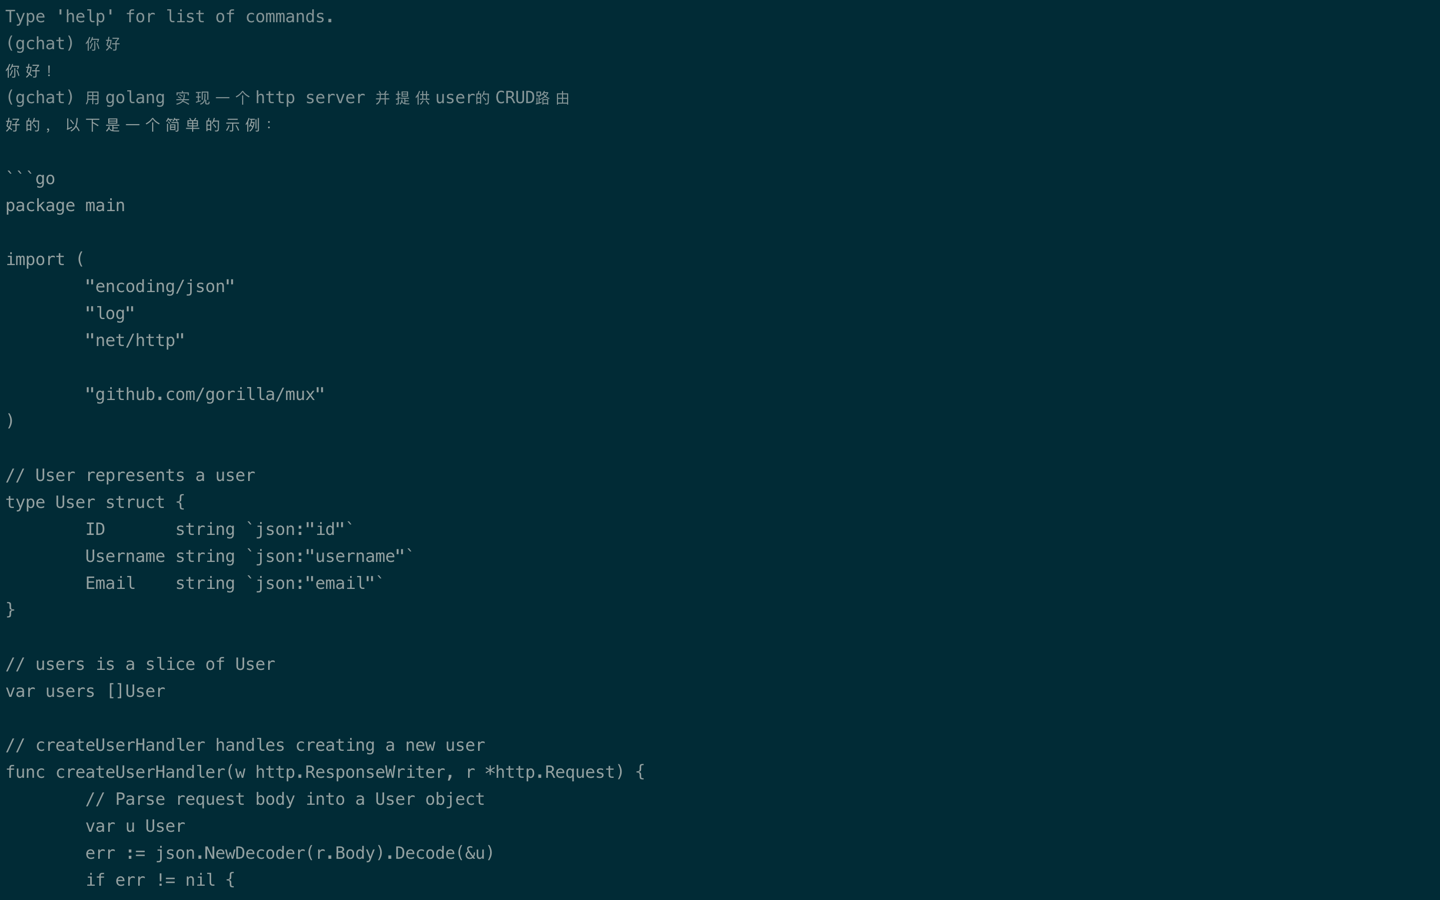 Type 'help' for list of commands.
(gchat) 你好
你好！
(gchat) 用golang 实现一个http server 并提供user的CRUD路由
好的，以下是一个简单的示例：
```go
package main
import (
        "encoding/json"
        "log"
        "net/http"
        "github.com/gorilla/mux"
)
// User represents a user
type User struct {
        ID       string `json:"id"`
        Username string `json:"username"`
        Email    string `json:"email"`
}
// users is a slice of User
var users []User
// createUserHandler handles creating a new user
func createUserHandler(w http.ResponseWriter, r *http.Request) {
        // Parse request body into a User object
        var u User
        err := json.NewDecoder(r.Body).Decode(&u)
        if err != nil {